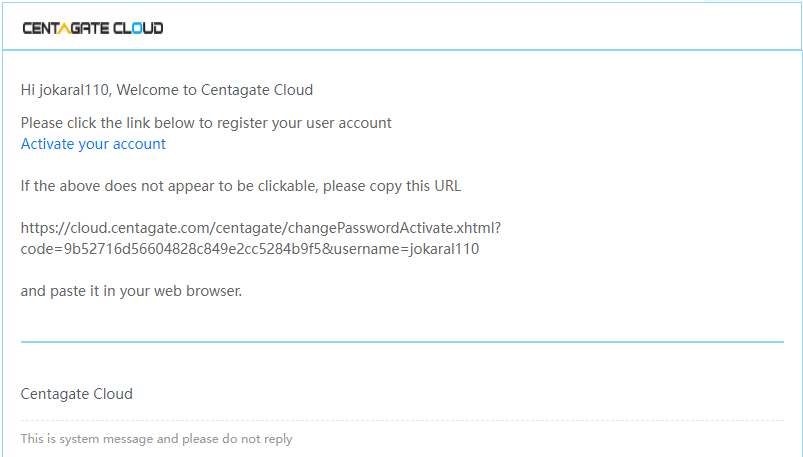 CENTAGATE CLOUD
Hi jokaral110, Welcome to Centagate Cloud
Please click the link below to register your user account
Activate your account
If the above does not appear to be clickable, please copy this URL
https://cloud.centagate.com/centagate/changePasswordActivate.xhtml?
code=9b52716d56604828c849e2cc5284b9f5&username=jokaral110
and paste it in your web browser.
Centagate Cloud
This is system message and please do not reply